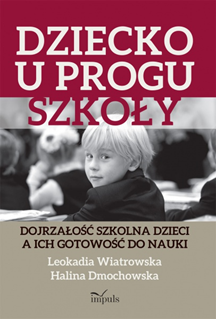 DZIECKO
U PROGU
SZKOŁY
DOJRZAŁOŚĆ SZKOLNA DZIECI
A ICH GOTOWOŚĆ DO NAUKI
Leokadia Wiatrowska
Halina Dmochowska
impuls